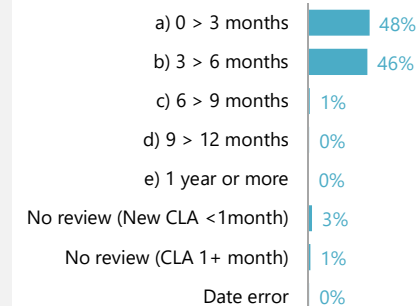 a) 0 > 3 months 48%
b) 3 > 6 months 46%
c) 6 > 9 months 1%
d) 9 > 12 months 0%
e) 1 year or more 0%
No review (New CLA <1month) 3%
No review (CLA 1+ month) 1%
Date error 0%